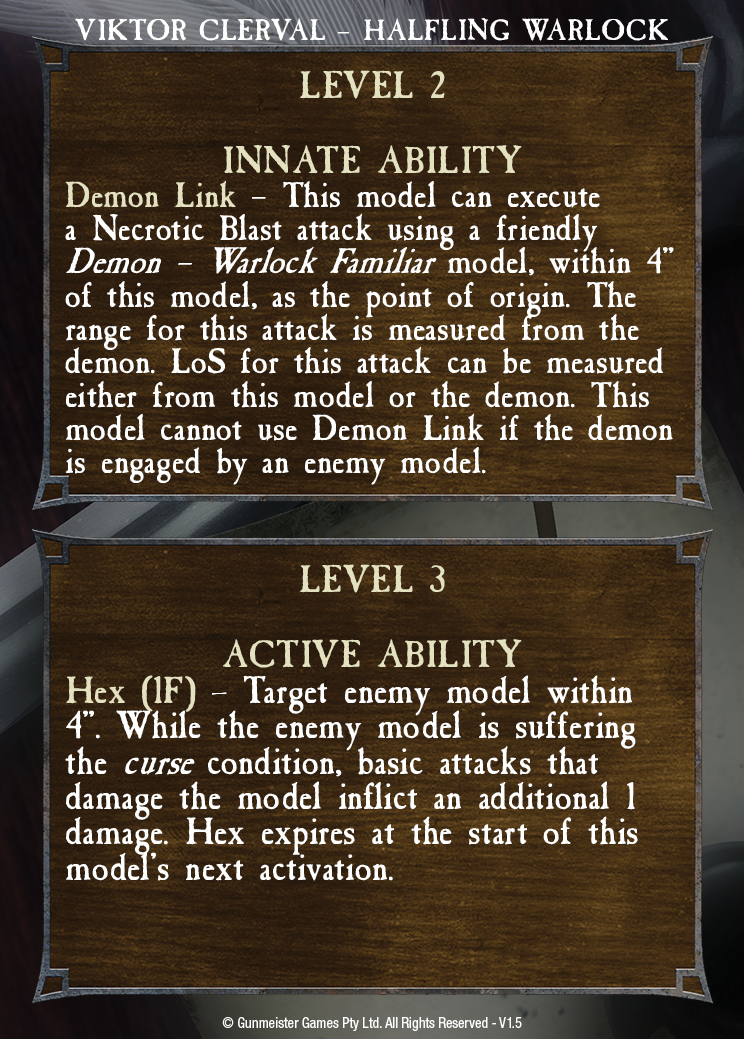 VIKTOR CLERVAL – HALFLING WARLOCK
LEVEL 2
INNATE ABILITY
Demon Link – This model can execute
a Necrotic Blast attack using a friendly
Demon – Warlock Familiar model, within 4”
of this model, as the point of origin. The
range for this attack is measured from the
demon. LoS for this attack can be measured
either from this model or the demon. This
model cannot use Demon Link if the demon
is engaged by an enemy model.
LEVEL 3
ACTIVE ABILITY
Hex (1F) – Target enemy model within
4”. While the enemy model is suffering
the curse condition, basic attacks that
damage the model inflict an additional 1
damage. Hex expires at the start of this
model’s next activation.
© Gunmeister Games Pty Ltd. All Rights Reserved - V1.5